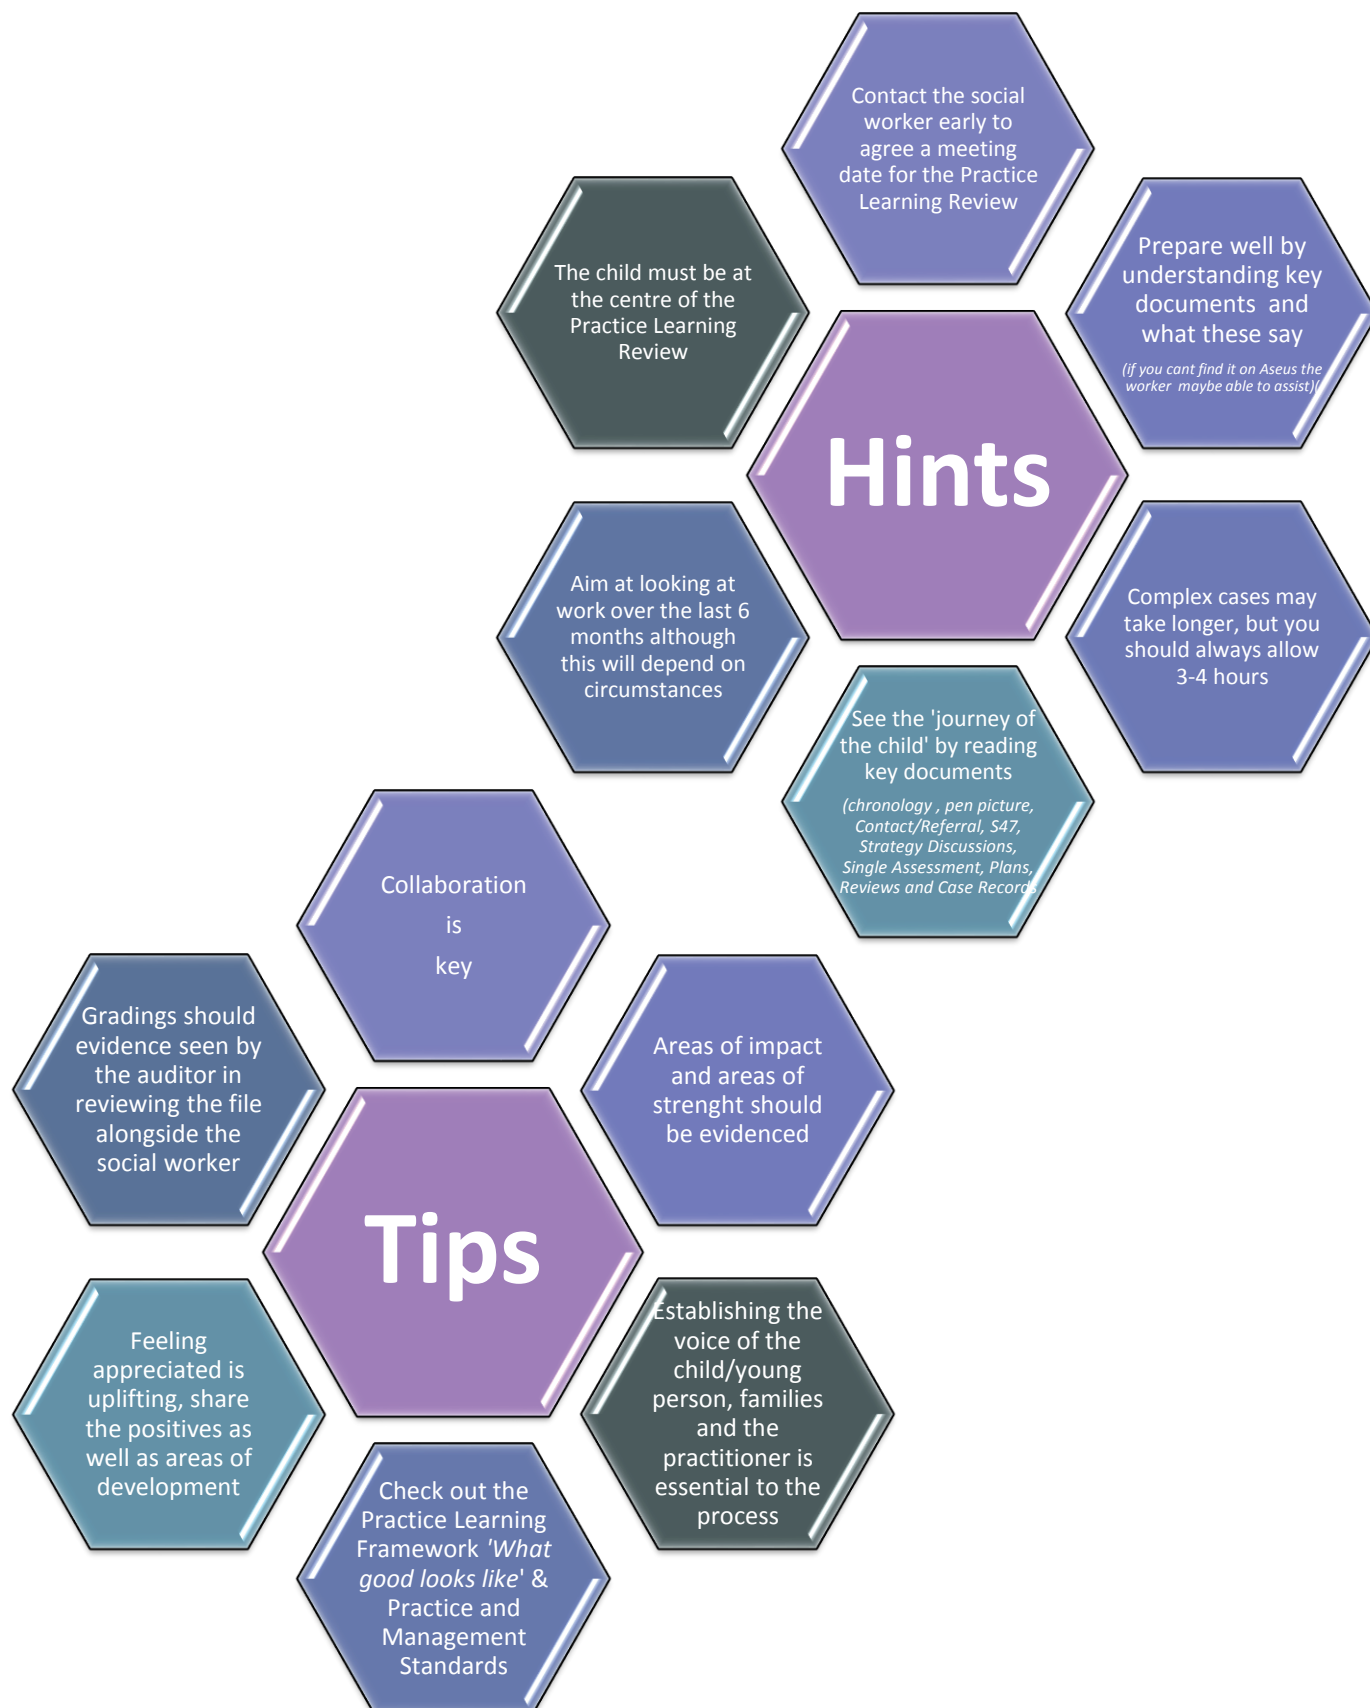 Contact the social
worker early to
agree a meeting
date for the Practice
Learning Review
The child must be at
the centre of the
Practice Learning
Review
Prepare well by
understanding key
documents and
what these say
(if you cant find it on Aseus the
worker maybe able to assist)(
Hints
Aim at looking at
work over the last 6
months although
this will depend on
circumstances
Complex cases may
take longer, but you
should always allow
3-4 hours
See the 'journey of
the child' by reading
key documents
(chronology , pen picture,
Contact/Referral, S47,
Strategy Discussions,
Single Assessment, Plans,
Reviews and Case Records
Collaboration
is
key
Gradings should
evidence seen by
the auditor in
reviewing the file
alongside the
social worker
Areas of impact
and areas of
strenght should
be evidenced
Tips
Feeling
appreciated is
uplifting, share
the positives as
well as areas of
development
Establishing the
voice of the
child/young
person, families
and the
practitioner is
essential to the
process
Check out the
Practice Learning
Framework 'What
good looks like' &
Practice and
Management
Standards